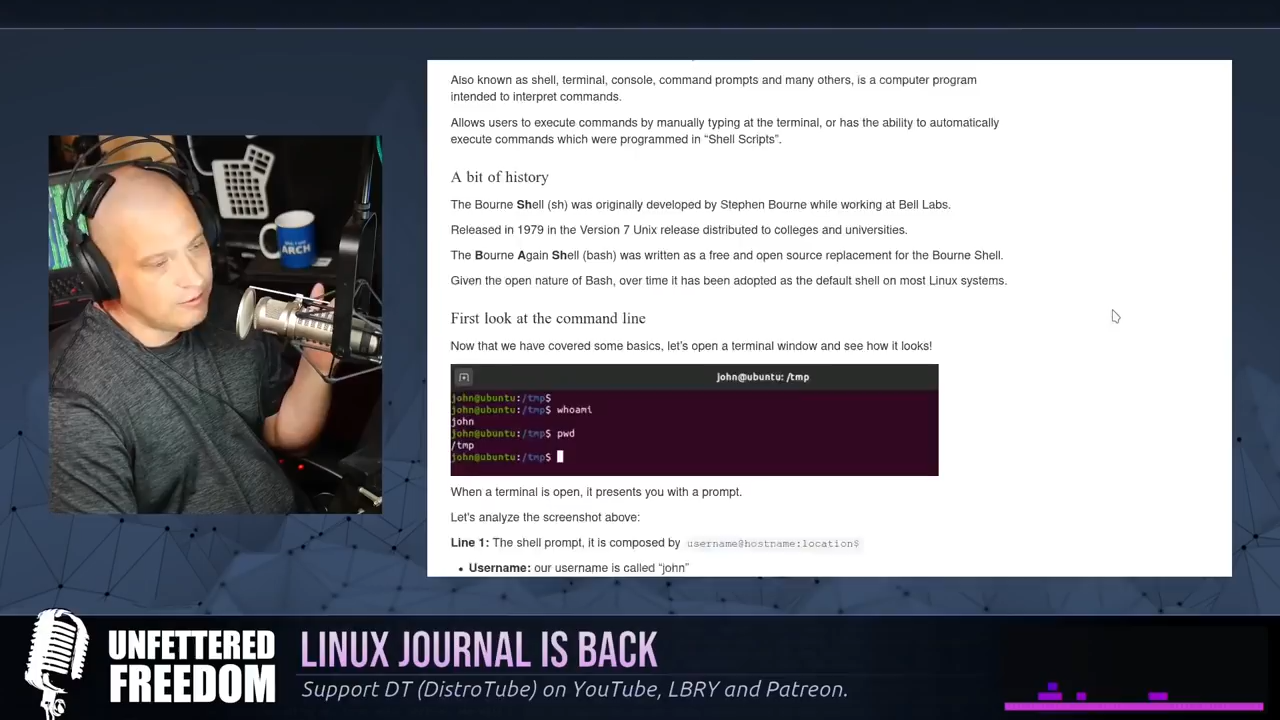 Also known as shell, terminal, console, command prompts and many others, is a computer program
intended to interpret commands.
Allows users to execute commands by manually typing at the terminal, or has the ability to automatically
execute commands which were programmed in “Shell Scripts”.
A bit of history
The Bourne Shell (sh) was originally developed by Stephen Bourne while working at Bell Labs.
Released in 1979 in the Version 7 Unix release distributed to colleges and universities.
The Bourne Again Shell (bash) was written as a free and open source replacement for the Bourne Shell.
Given the open nature of Bash, over time it has been adopted as the default shell on most Linux systems.
First look at the command line
Now that we have covered some basics, let’s open a terminal window and see how it looks!
john@ubuntu: /tmp
john@ubuntu:/tmp$
john@ubuntu:/tmp$ whoami
john
john@ubuntu:/tmp$ pwd
/tmp
john@ubuntu:/tmp$
When a terminal is open, it presents you with a prompt.
Let's analyze the screenshot above:
Line 1: The shell prompt, it is composed by username@hostname:location$
• Username: our username is called “john”
ARCH
UNFETTERED
FREEDOM
LINUX JOURNAL IS BACK
Support DT (DistroTube) on YouTube, LBRY and Patreon.